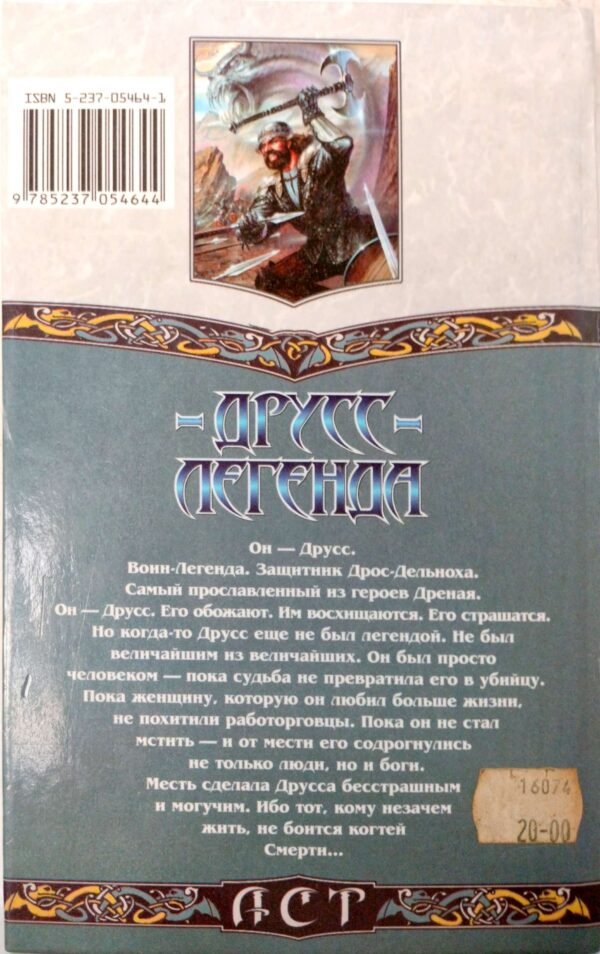 ISBN 5-237-05464-1
9 785237 054644
-ДРУСС-
ЛЕГЕНДА
Он — Друсс.
Воин-Легенда. Защитник Дрос-Дельноха.
Самый прославленный из героев Дреная.
Он — Друсс. Его обожают. Им восхищаются. Его страшатся.
Но когда-то Друсс еще не был легендой. Не был
величайшим из величайших. Он был просто
человеком — пока судьба не превратила его в убийцу.
Пока женщину, которую он любил больше жизни,
не похитили работорговцы. Пока он не стал
мстить — и от мести его содрогнулись
не только люди, но и боги.
Месть сделала Друсса бесстрашным
и могучим. Ибо тот, кому незачем
жить, не боится когтей
Смерти...
16074
20-00
АСТ